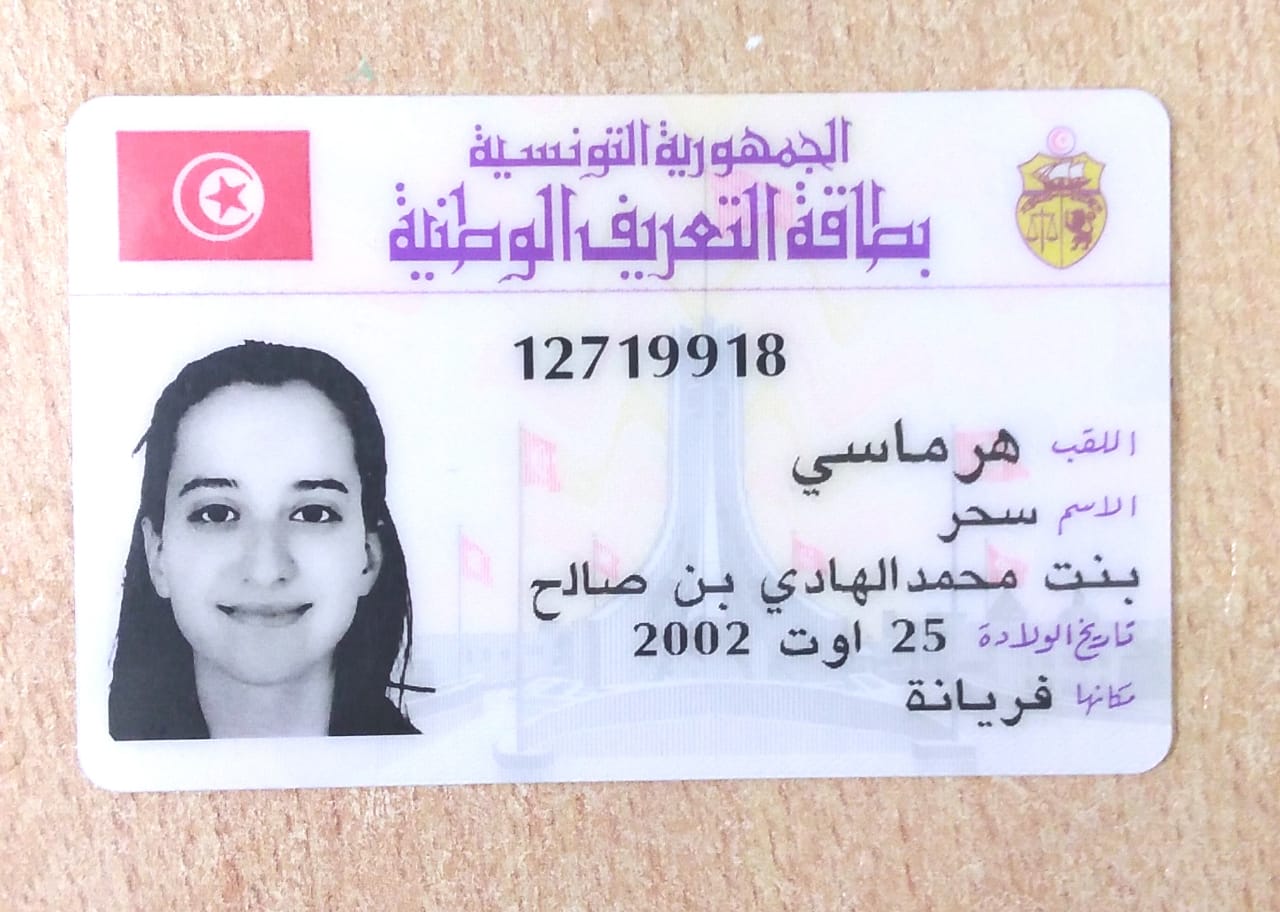 الجمهورية التونسية
بطاقة التعريف الوطنية
12719918
اللقب هرماسي
الاسم سحر
بنت محمدالهادي بن صالح
تاريخ الولادة 25 اوت 2002
مكانها فريانة